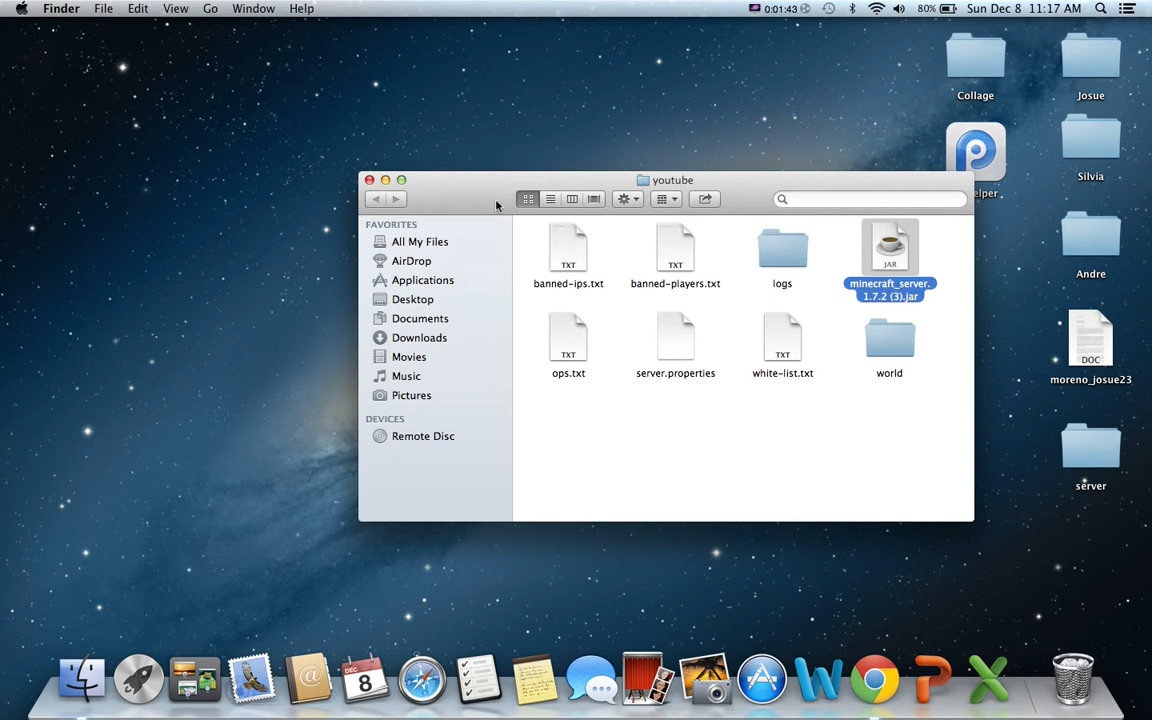 Finder File Edit View Go Window Help 0:01:43 80% Sun Dec 8 11:17 AM
Collage
Josue
elper
Silvia
Andre
DOC
moreno_josue23
server
youtube
FAVORITES
All My Files
AirDrop
Applications
Desktop
Documents
Downloads
Movies
Music
Pictures
DEVICES
Remote Disc
TXT
banned-ips.txt
TXT
banned-players.txt
logs
JAR
minecraft_server.
1.7.2 (3).jar
TXT
ops.txt
server.properties
TXT
white-list.txt
world
DEC
8